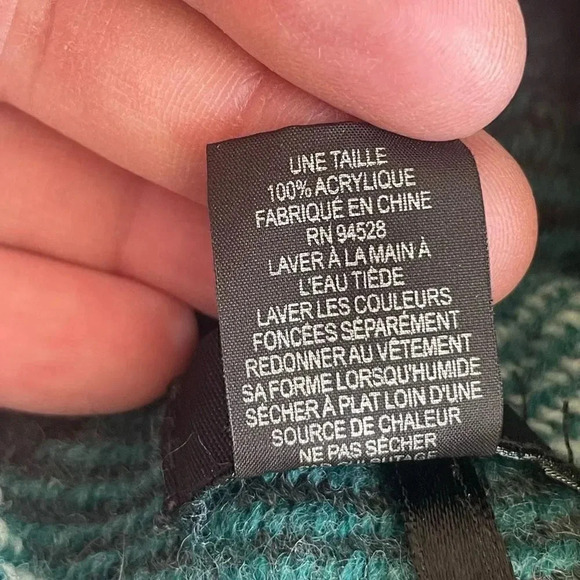 UNE TAILLE
100% ACRYLIQUE
FABRIQUÉ EN CHINE
RN 94528
LAVER À LA MAIN À
L'EAU TIÈDE
LAVER LES COULEURS
FONCÉES SÉPARÉMENT
REDONNER AU VÊTEMENT
SA FORME LORSQU'HUMIDE
SÉCHER À PLAT LOIN D'UNE
SOURCE DE CHALEUR
NE PAS SÉCHER